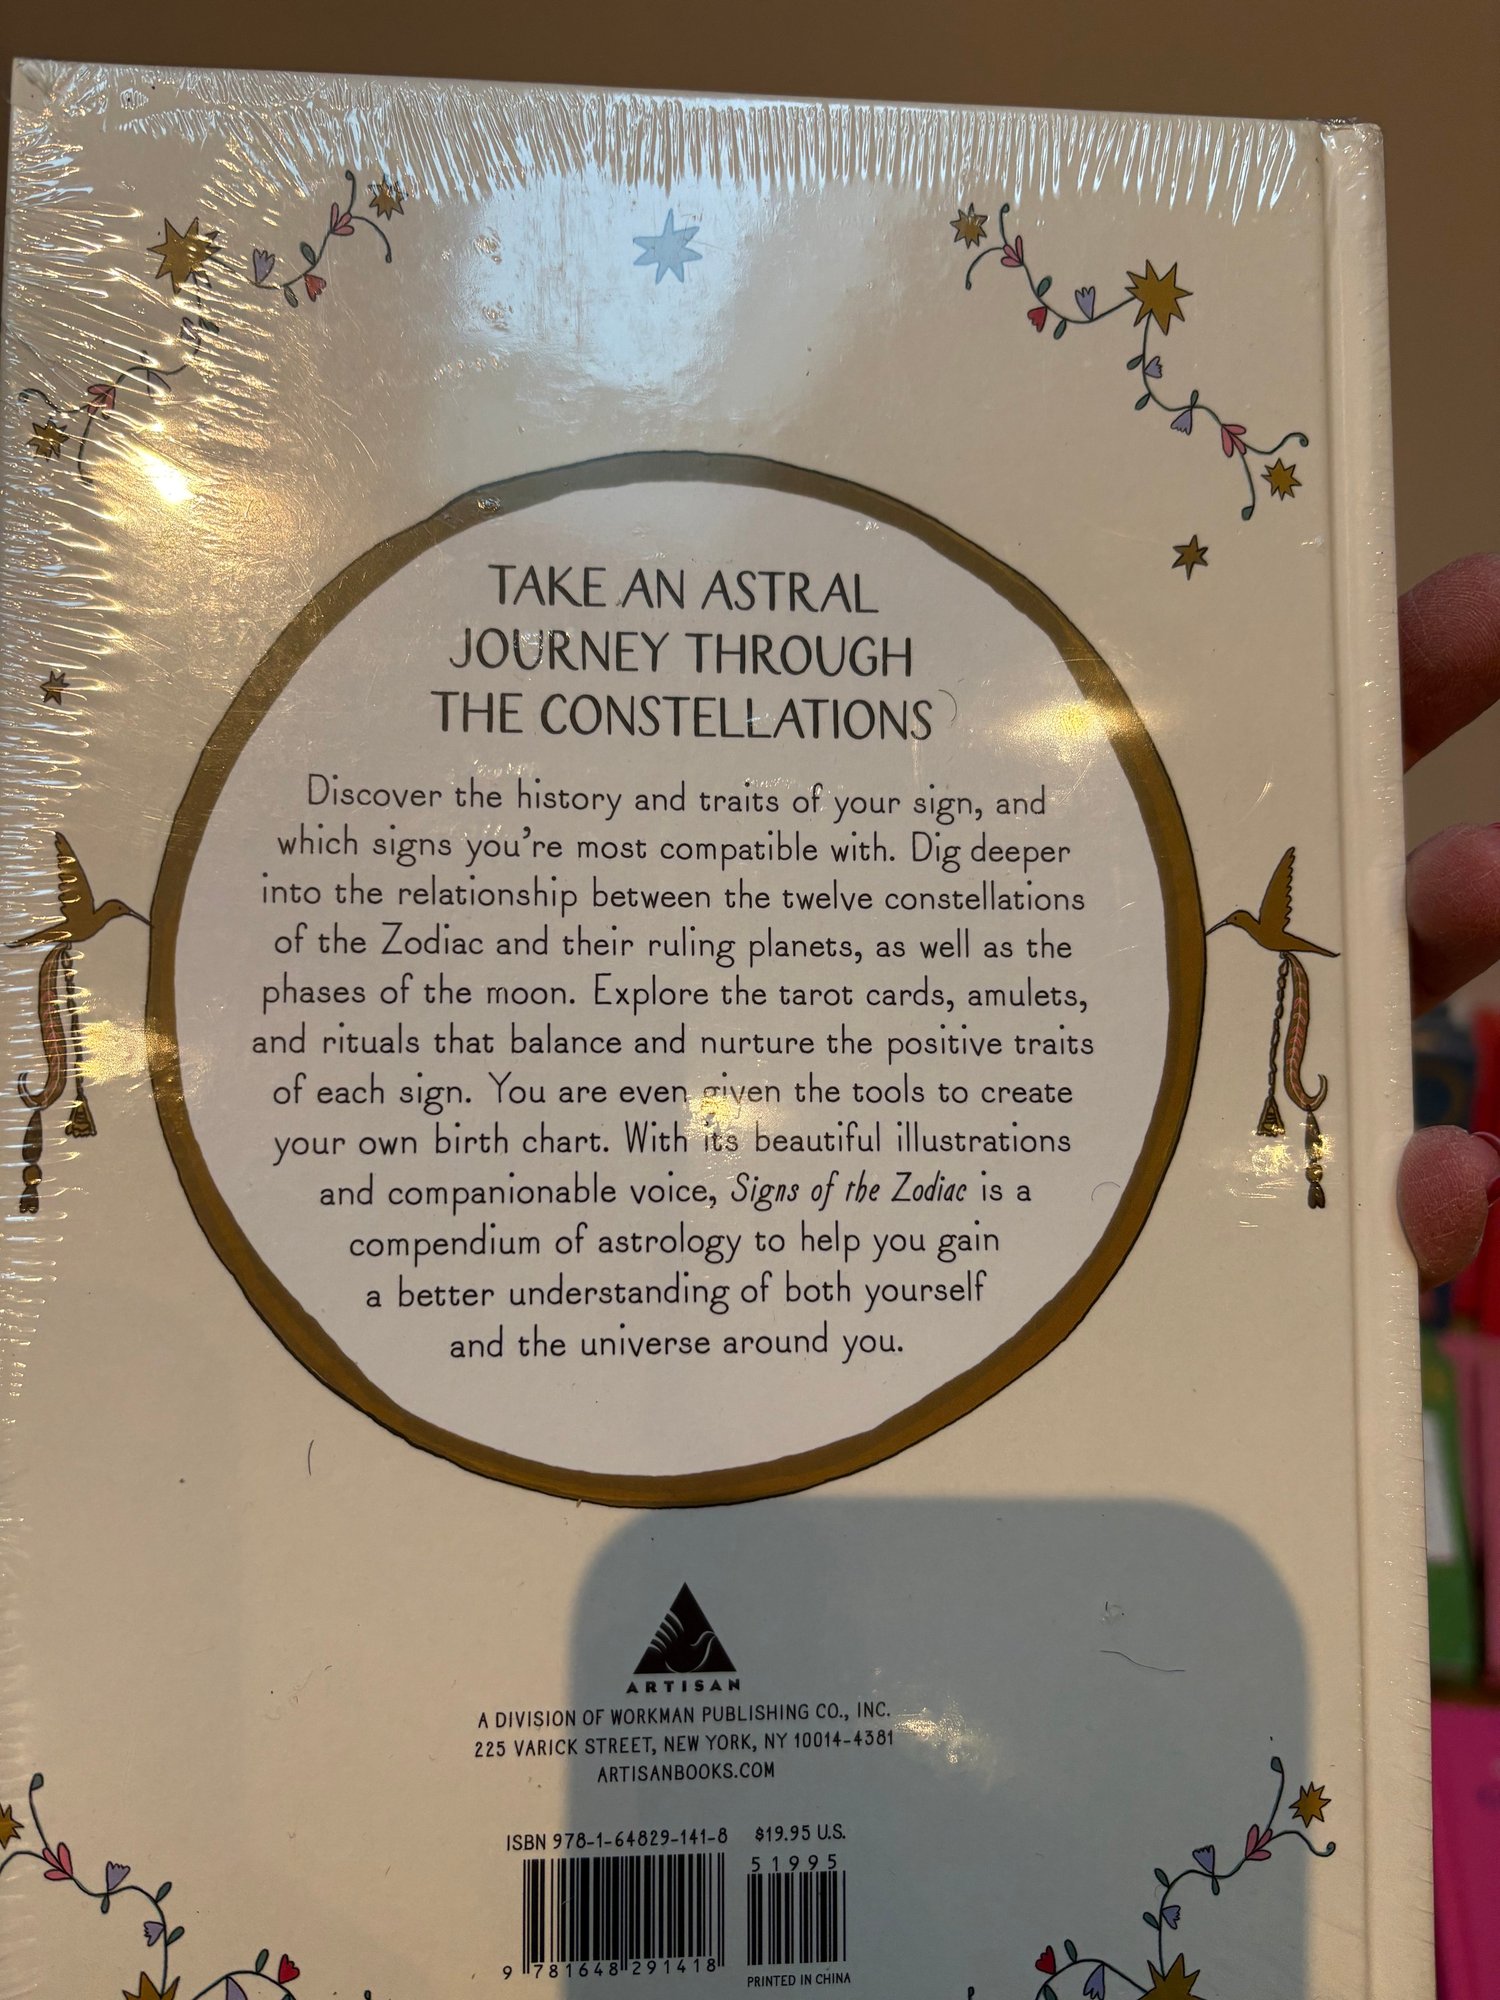 TAKE AN ASTRAL
JOURNEY THROUGH
THE CONSTELLATIONS
Discover the history and traits of your sign, and
which signs you're most compatible with. Dig deeper
into the relationship between the twelve constellations
of the Zodiac and their ruling planets, as well as the
phases of the moon. Explore the tarot cards, amulets,
and rituals that balance and nurture the positive traits
of each sign. You are even given the tools to create
your own birth chart. With its beautiful illustrations
and companionable voice, Signs of the Zodiac is a
compendium of astrology to help you gain
a better understanding of both yourself
and the universe around you.
ARTISAN
A DIVISION OF WORKMAN PUBLISHING CO., INC.
225 VARICK STREET, NEW YORK, NY 10014-4381
ARTISANBOOKS.COM
ISBN 978-1-64829-141-8 $19.95 U.S.
51995
9 781648 291418
PRINTED IN CHINA